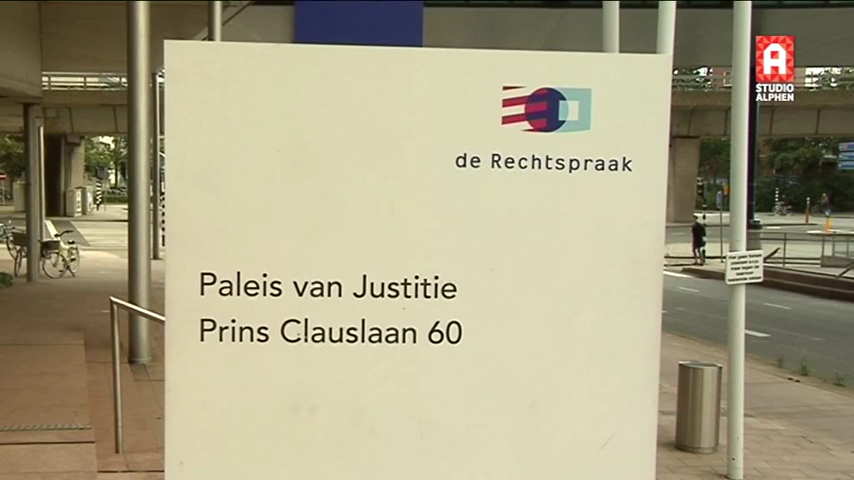 de Rechtspraak
Paleis van Justitie
Prins Clauslaan 60
STUDIO
ALPHEN